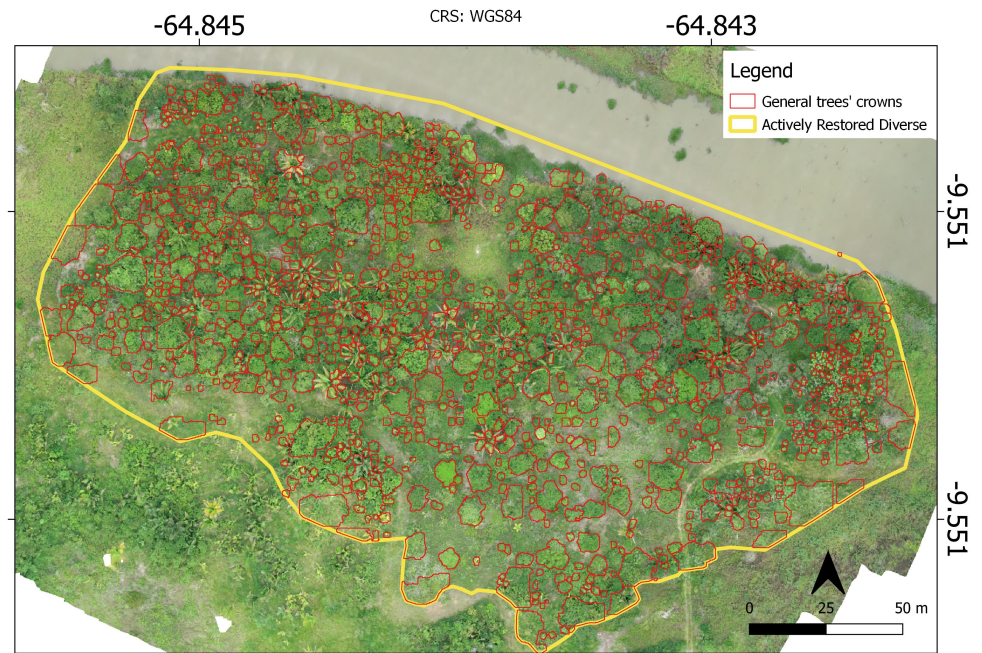 CRS: WGS84
-64.845
-64.843
Legend
General trees' crowns
Actively Restored Diverse
-9.551
-9.551
0 25 50 m